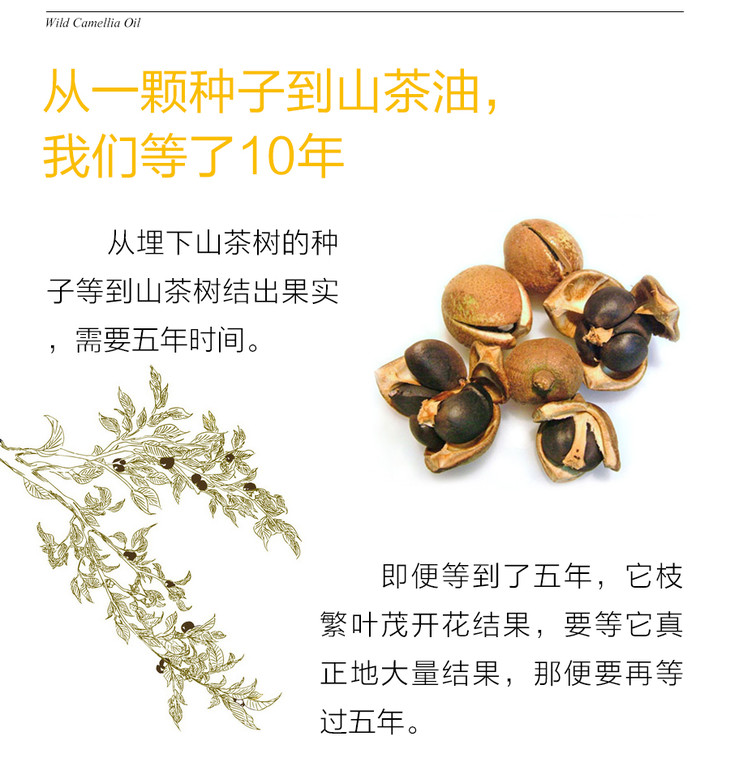 Wild Camellia Oil
从一颗种子到山茶油，
我们等了10年
从埋下山茶树的种
子等到山茶树结出果实
，需要五年时间。
即便等到了五年，它枝
繁叶茂开花结果，要等它真
正地大量结果，那便要再等
过五年。